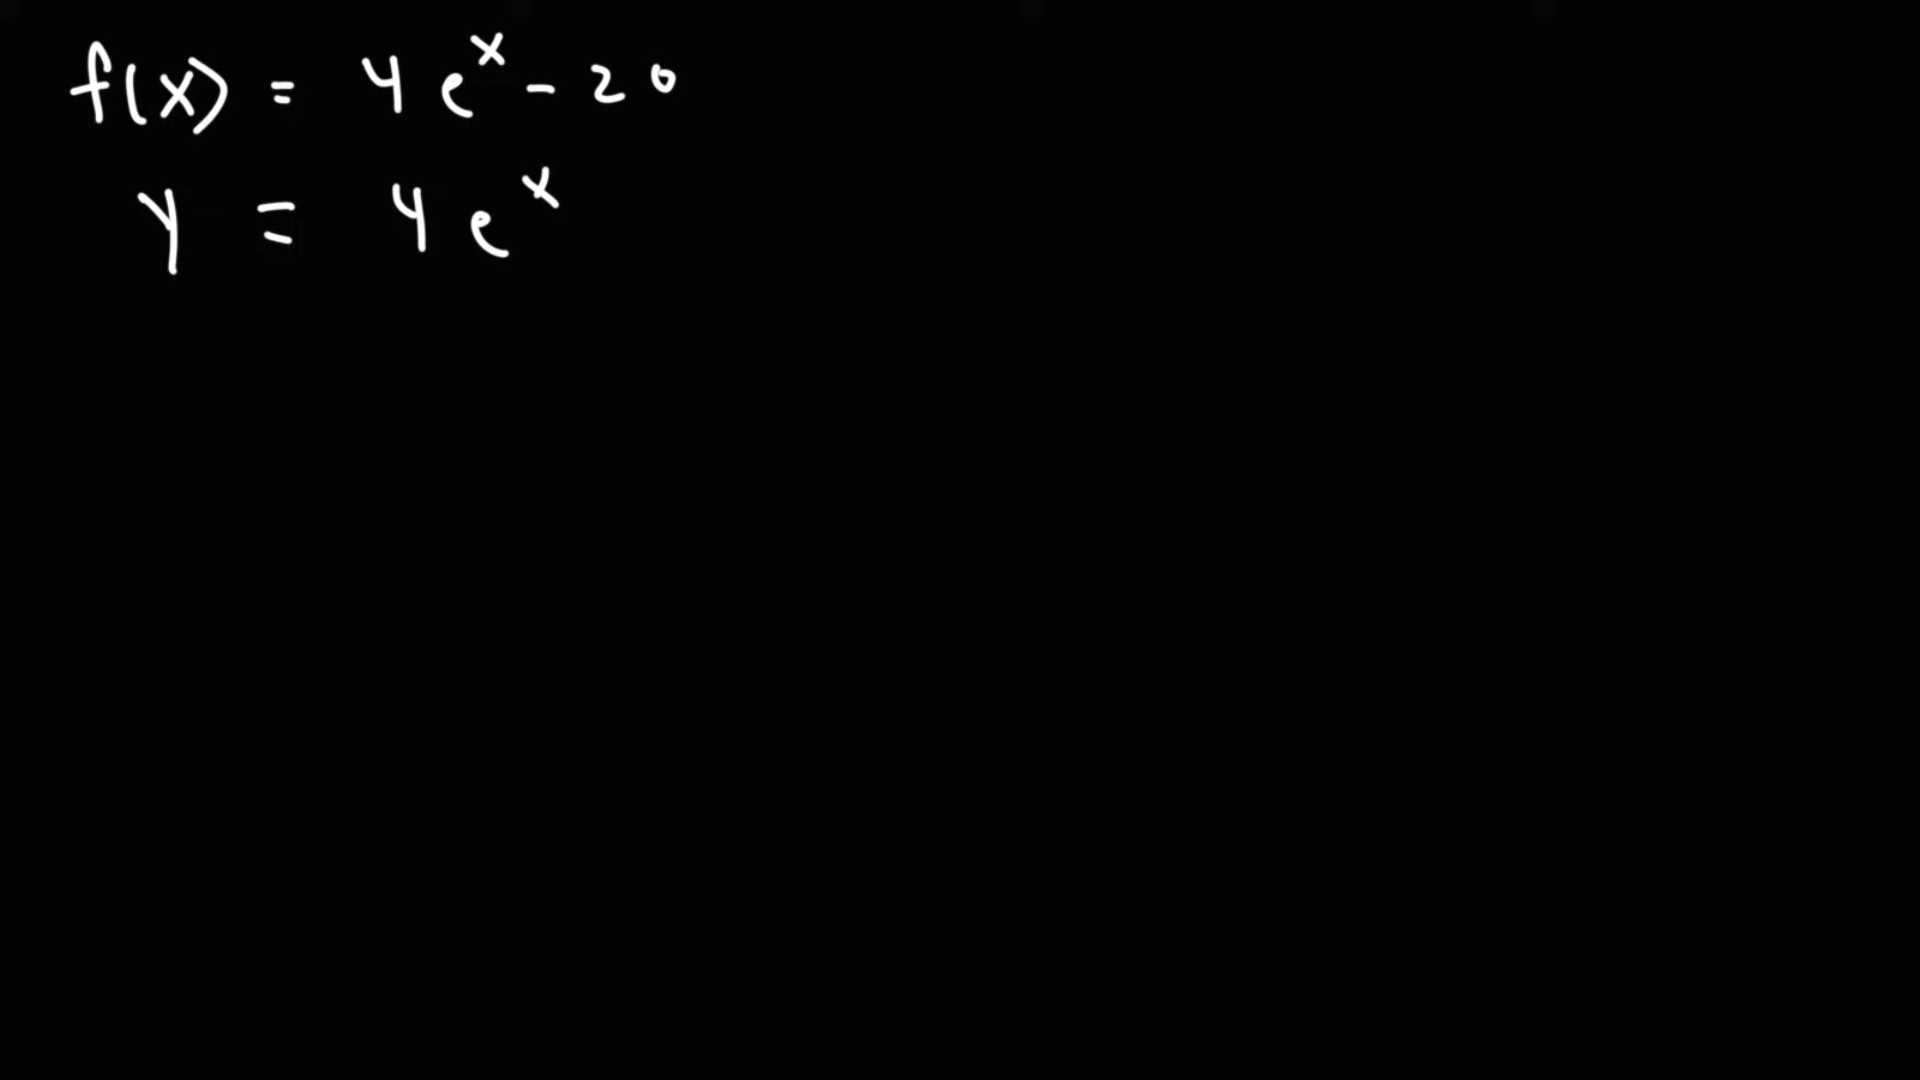 f(x) = 4e^x - 20
y = 4e^x